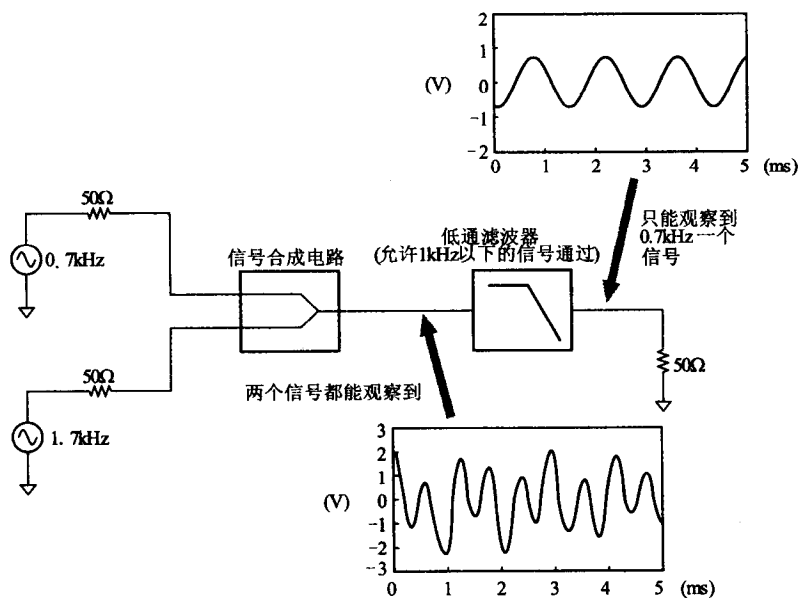 2
1
(V) 0
-1
-2
0 1 2 3 4 5 (ms)
50Ω
0.7kHz
信号合成电路
低通滤波器
(允许1kHz以下的信号通过)
只能观察到
0.7kHz一个
信号
50Ω
1.7kHz
两个信号都能观察到
50Ω
3
2
1
(V) 0
-1
-2
-3
0 1 2 3 4 5 (ms)